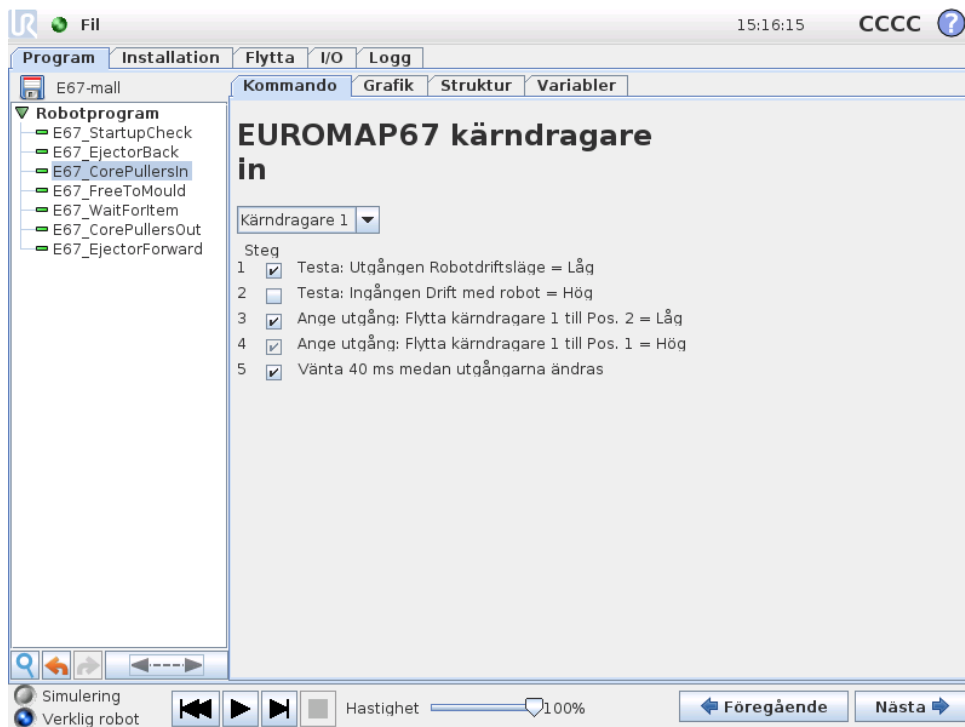 UR Fil 15:16:15 CCCC ?
Program Installation Flytta I/O Logg
E67-mall
Kommando Grafik Struktur Variabler
Robotprogram
E67_StartupCheck
E67_EjectorBack
E67_CorePullersIn
E67_FreeToMould
E67_WaitForItem
E67_CorePullersOut
E67_EjectorForward
EUROMAP67 kärndragare
in
Kärndragare 1
Steg
1 Testa: Utgången Robotdriftsläge = Låg
2 Testa: Ingången Drift med robot = Hög
3 Ange utgång: Flytta kärndragare 1 till Pos. 2 = Låg
4 Ange utgång: Flytta kärndragare 1 till Pos. 1 = Hög
5 Vänta 40 ms medan utgångarna ändras
Simulering
Verklig robot
Hastighet 100%
Föregående Nästa